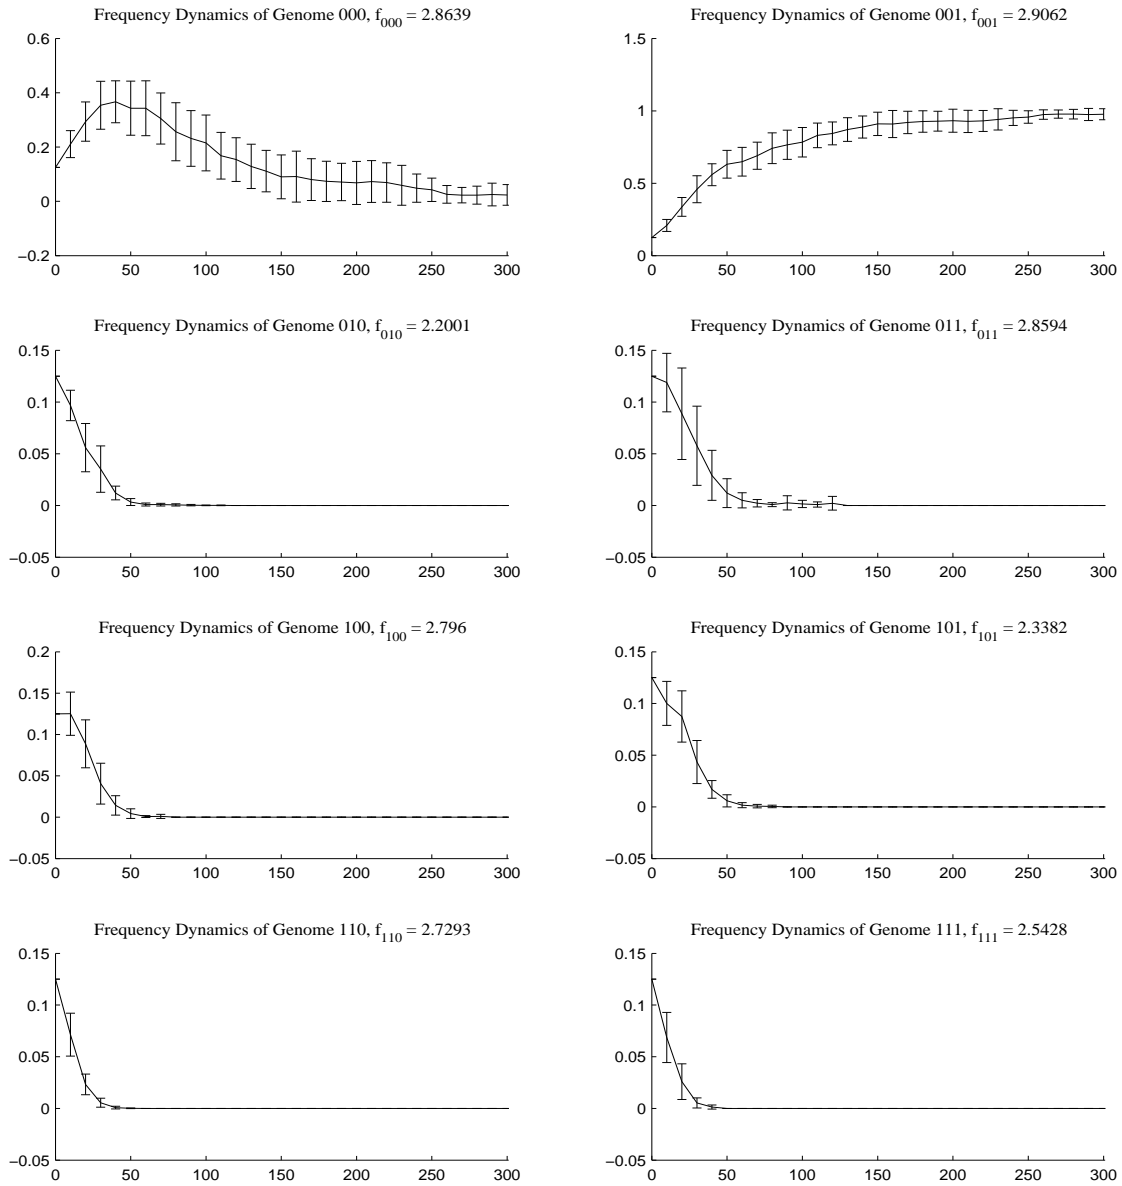 Frequency Dynamics of Genome 000, f000 = 2.8639
0.6
0.4
0.2
0
−0.2
0 50 100 150 200 250 300
Frequency Dynamics of Genome 001, f001 = 2.9062
1.5
1
0.5
0
0 50 100 150 200 250 300
Frequency Dynamics of Genome 010, f010 = 2.2001
0.15
0.1
0.05
0
−0.05
0 50 100 150 200 250 300
Frequency Dynamics of Genome 011, f011 = 2.8594
0.15
0.1
0.05
0
−0.05
0 50 100 150 200 250 300
Frequency Dynamics of Genome 100, f100 = 2.796
0.2
0.15
0.1
0.05
0
−0.05
0 50 100 150 200 250 300
Frequency Dynamics of Genome 101, f101 = 2.3382
0.15
0.1
0.05
0
−0.05
0 50 100 150 200 250 300
Frequency Dynamics of Genome 110, f110 = 2.7293
0.15
0.1
0.05
0
−0.05
0 50 100 150 200 250 300
Frequency Dynamics of Genome 111, f111 = 2.5428
0.15
0.1
0.05
0
−0.05
0 50 100 150 200 250 300